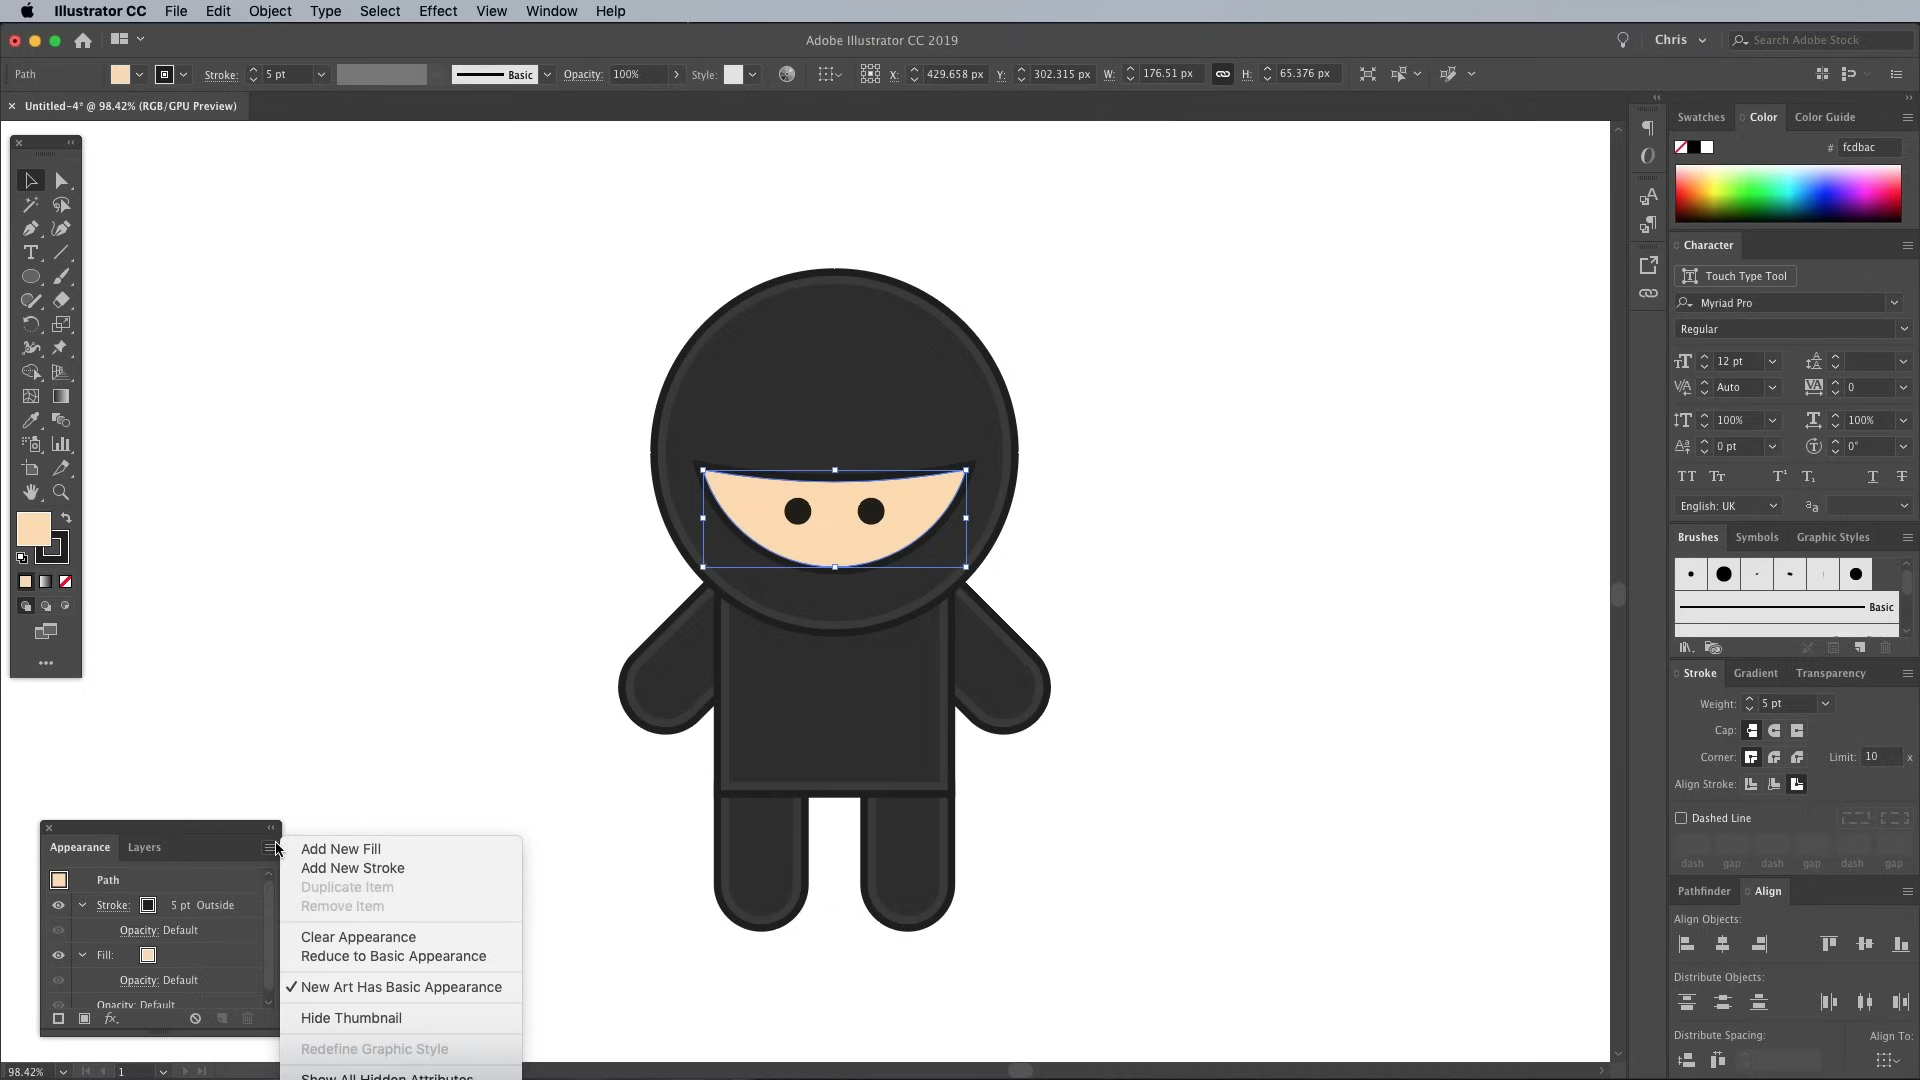 Illustrator CC File Edit Object Type Select Effect View Window Help
Adobe Illustrator CC 2019
Chris
Search Adobe Stock
Path
Stroke: 5 pt
Basic
Opacity: 100%
Style:
X: 429.658 px
Y: 302.315 px
W: 176.51 px
H: 65.376 px
× Untitled-4* @ 98.42% (RGB/GPU Preview)
Swatches Color Color Guide
# fcdbac
Character
Touch Type Tool
Myriad Pro
Regular
12 pt
Auto 0
100% 100%
0 pt 0°
English: UK
Brushes Symbols Graphic Styles
Basic
Stroke Gradient Transparency
Weight: 5 pt
Cap:
Corner: Limit: 10 x
Align Stroke:
Dashed Line
dash gap dash gap dash gap
Pathfinder Align
Align Objects:
Distribute Objects:
Distribute Spacing: Align To:
Appearance Layers
Path
Stroke: 5 pt Outside
Opacity: Default
Fill:
Opacity: Default
Opacity: Default
fx
Add New Fill
Add New Stroke
Duplicate Item
Remove Item
Clear Appearance
Reduce to Basic Appearance
✓ New Art Has Basic Appearance
Hide Thumbnail
Redefine Graphic Style
Show All Hidden Attributes
98.42% 1